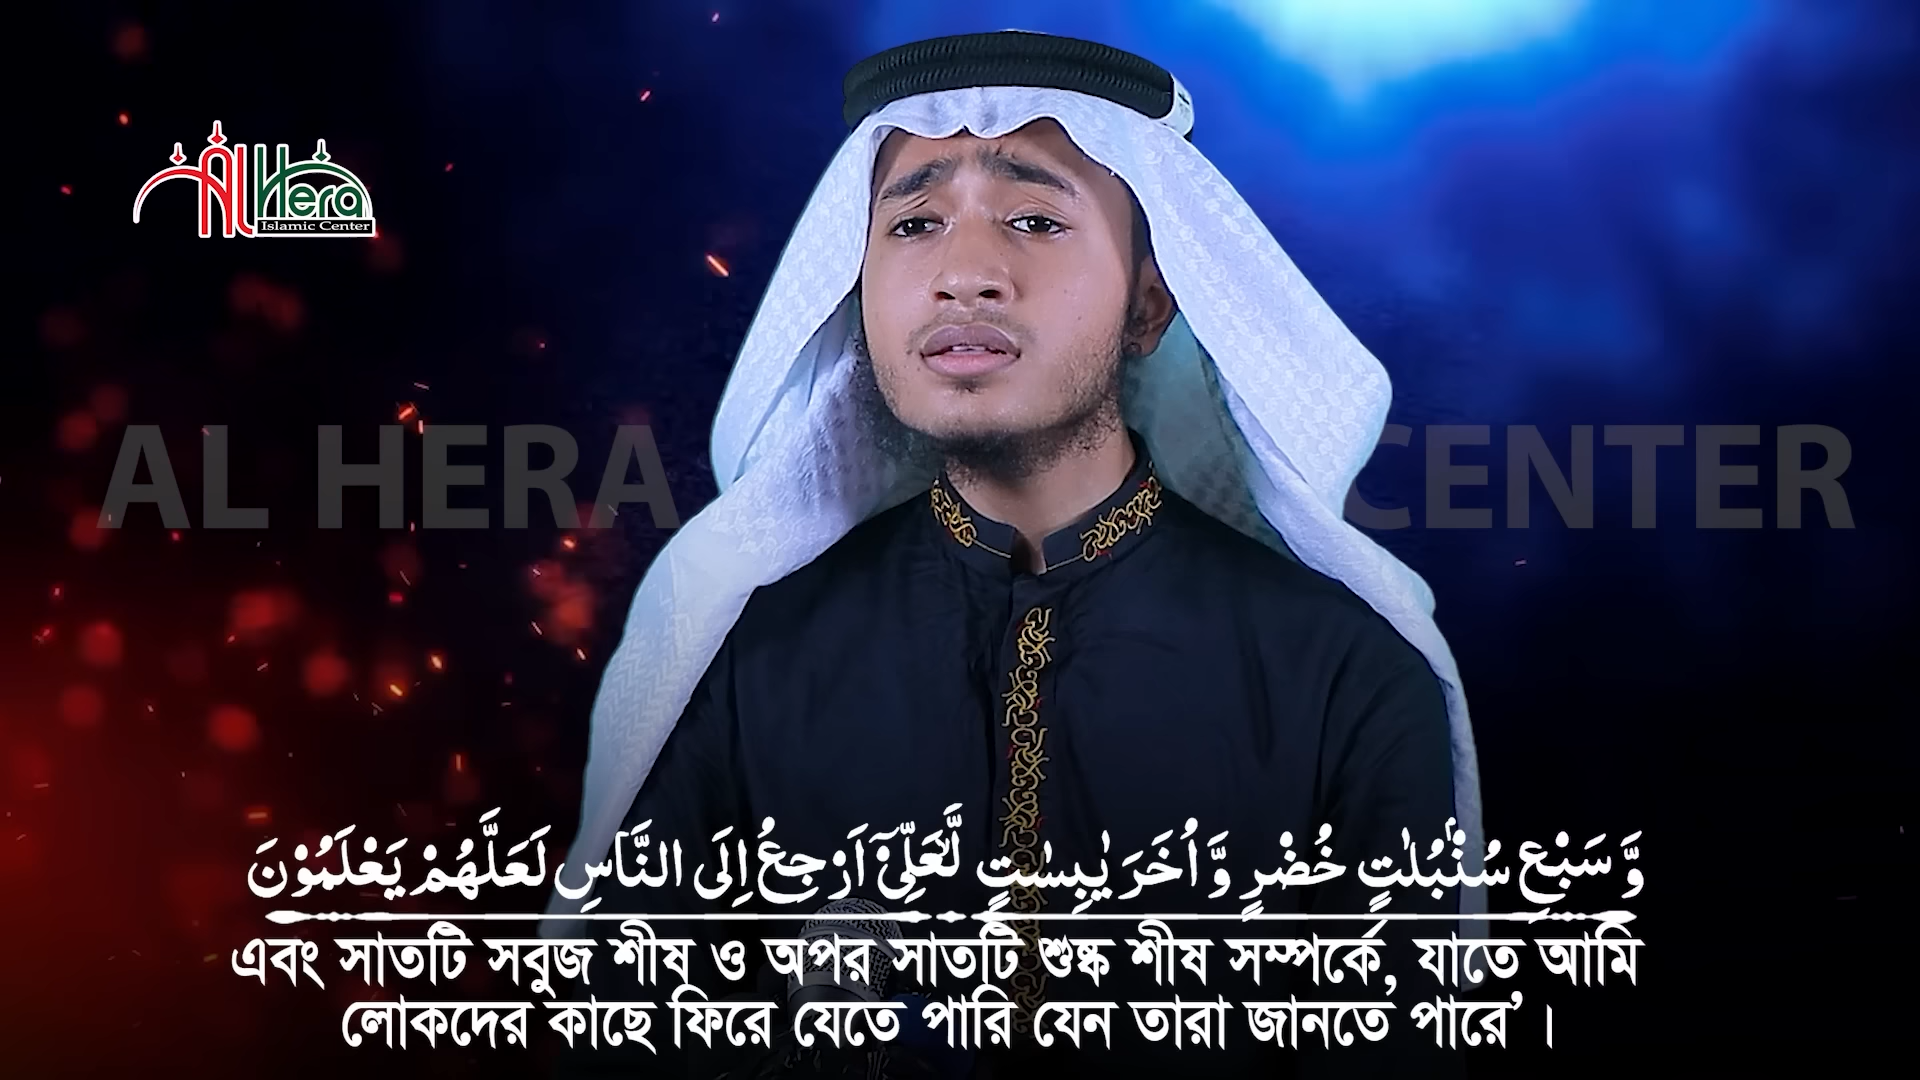 AL Hera
Islamic Center
AL HERA CENTER
وَّ سَبْعِ سُنْۢبُلٰتٍ خُضْرٍ وَّ اُخَرَ یٰبِسٰتٍ لَّعَلِّیْۤ اَرْجِعُ اِلَی النَّاسِ لَعَلَّهُمْ یَعْلَمُوْنَ
এবং সাতটি সবুজ শীষ ও অপর সাতটি শুষ্ক শীষ সম্পর্কে, যাতে আমি
লোকদের কাছে ফিরে যেতে পারি যেন তারা জানতে পারে’।